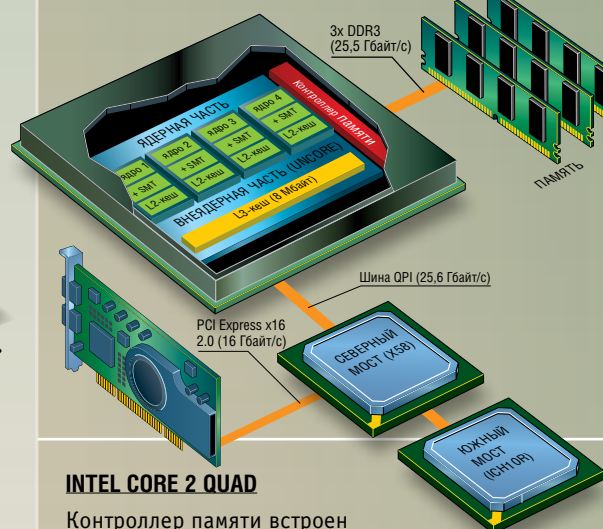 3x DDR3
(25,5 Гбайт/с)
ПАМЯТЬ
Контроллер памяти
ЯДЕРНАЯ ЧАСТЬ
ядро 1
+ SMT
L2-кеш
ядро 2
+ SMT
L2-кеш
ядро 3
+ SMT
L2-кеш
ядро 4
+ SMT
L2-кеш
ВНЕЯДЕРНАЯ ЧАСТЬ (UNCORE)
L3-кеш (8 Мбайт)
Шина QPI (25,6 Гбайт/с)
PCI Express x16
2.0 (16 Гбайт/с)
СЕВЕРНЫЙ
МОСТ (X58)
ЮЖНЫЙ
МОСТ
(ICH10R)
INTEL CORE 2 QUAD
Контроллер памяти встроен